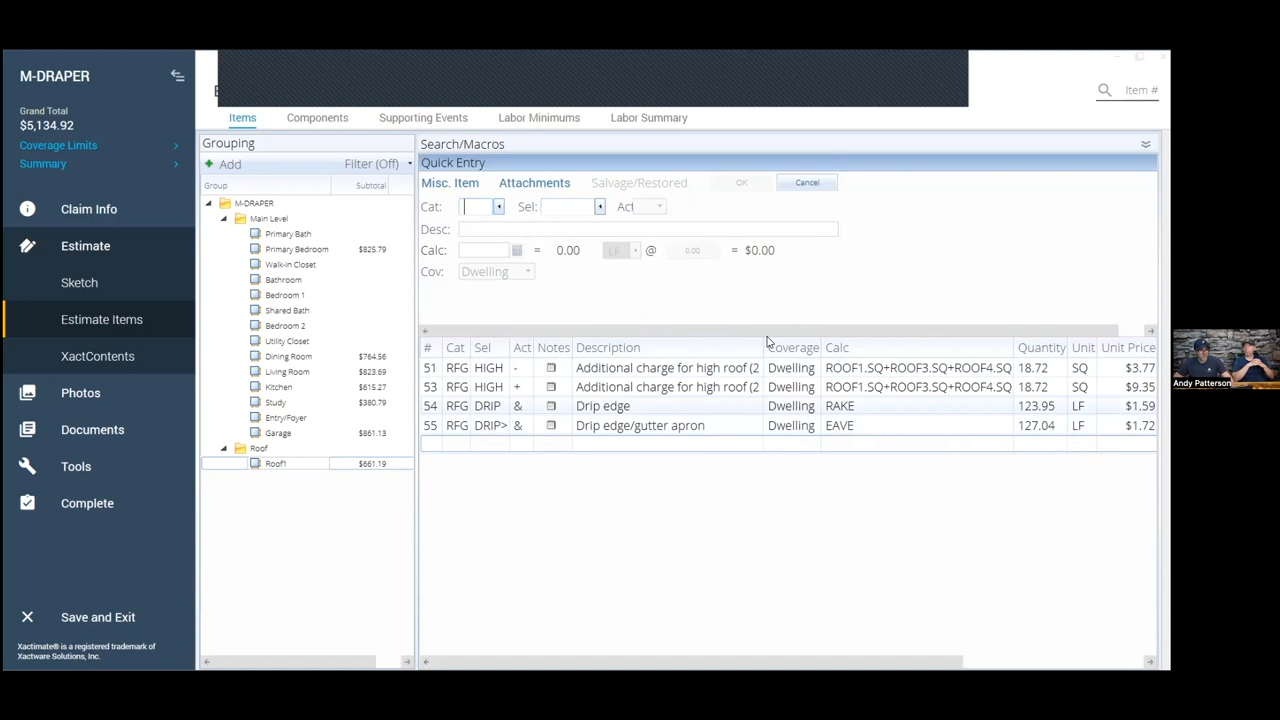 M-DRAPER
Grand Total
$5,134.92
Coverage Limits
Summary
Claim Info
Estimate
Sketch
Estimate Items
XactContents
Photos
Documents
Tools
Complete
Save and Exit
Xactimate® is a registered trademark of
Xactware Solutions, Inc.
Item #
Items Components Supporting Events Labor Minimums Labor Summary
Grouping
Add Filter (Off)
Group Subtotal
M-DRAPER
Main Level
Primary Bath
Primary Bedroom $825.79
Walk-in Closet
Bathroom
Bedroom 1
Shared Bath
Bedroom 2
Utility Closet
Dining Room $764.56
Living Room $823.69
Kitchen $615.27
Study $380.79
Entry/Foyer
Garage $861.13
Roof
Roof1 $661.19
Search/Macros
Quick Entry
Misc. Item Attachments Salvage/Restored OK Cancel
Cat: Sel: Act
Desc:
Calc: = 0.00 LF @ 0.00 = $0.00
Cov: Dwelling
# Cat Sel Act Notes Description Coverage Calc Quantity Unit Unit Price
51 RFG HIGH - Additional charge for high roof (2 Dwelling ROOF1.SQ+ROOF3.SQ+ROOF4.SQ 18.72 SQ $3.77
53 RFG HIGH + Additional charge for high roof (2 Dwelling ROOF1.SQ+ROOF3.SQ+ROOF4.SQ 18.72 SQ $9.35
54 RFG DRIP & Drip edge Dwelling RAKE 123.95 LF $1.59
55 RFG DRIP> & Drip edge/gutter apron Dwelling EAVE 127.04 LF $1.72
Andy Patterson